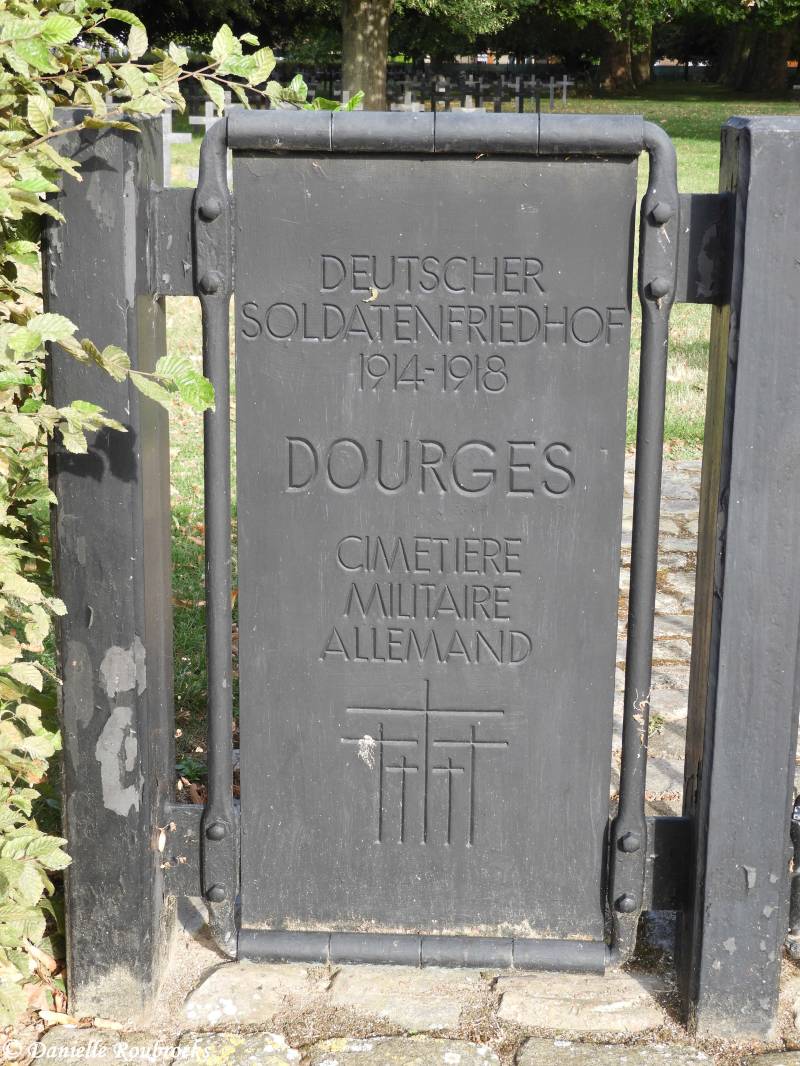 DEUTSCHER
SOLDATENFRIEDHOF
1914-1918
DOURGES
CIMETIERE
MILITAIRE
ALLEMAND
© Danielle Roubroeks